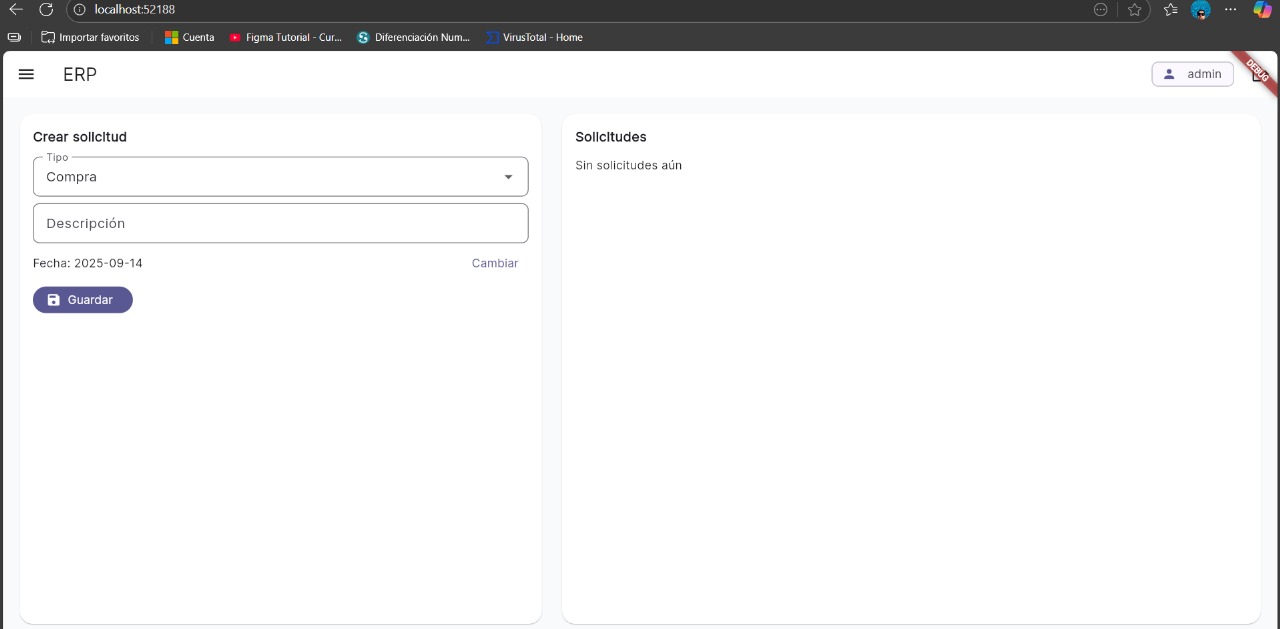 localhost:52188
Importar favoritos
Cuenta
Figma Tutorial - Cur...
Diferenciación Num...
VirusTotal - Home
ERP
admin
DEBUG
Crear solicitud
Tipo
Compra
Descripción
Fecha: 2025-09-14
Cambiar
Guardar
Solicitudes
Sin solicitudes aún